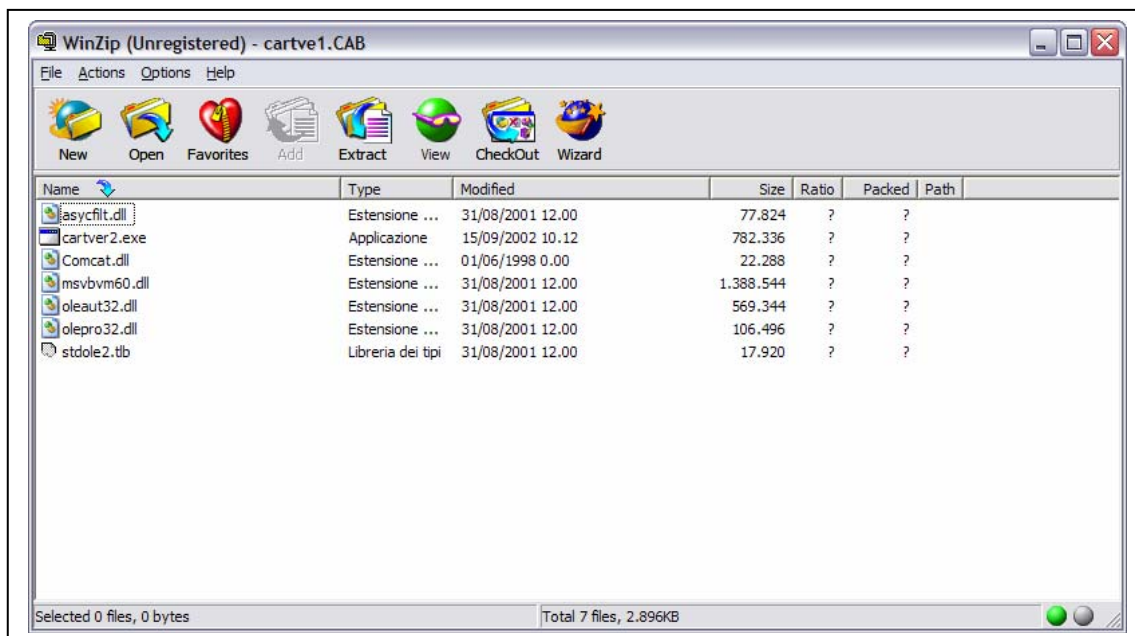 WinZip (Unregistered) - cartve1.CAB
File Actions Options Help
New Open Favorites Add Extract View CheckOut Wizard
Name Type Modified Size Ratio Packed Path
asycfilt.dll Estensione ... 31/08/2001 12.00 77.824 ? ?
cartver2.exe Applicazione 15/09/2002 10.12 782.336 ? ?
Comcat.dll Estensione ... 01/06/1998 0.00 22.288 ? ?
msvbvm60.dll Estensione ... 31/08/2001 12.00 1.388.544 ? ?
oleaut32.dll Estensione ... 31/08/2001 12.00 569.344 ? ?
olepro32.dll Estensione ... 31/08/2001 12.00 106.496 ? ?
stdole2.tlb Libreria dei tipi 31/08/2001 12.00 17.920 ? ?
Selected 0 files, 0 bytes Total 7 files, 2.896KB